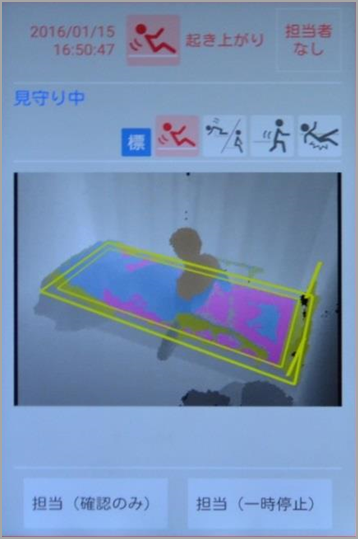 2016/01/15
16:50:47
起き上がり
担当者
なし
見守り中
標
担当（確認のみ）
担当（一時停止）